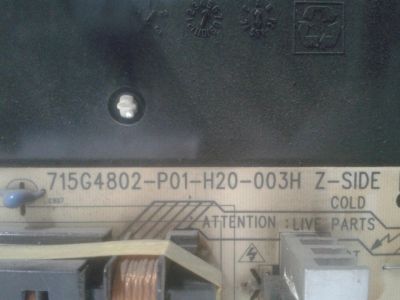 715G4802-P01-H20-003H Z-SIDE
COLD
ATTENTION : LIVE PARTS